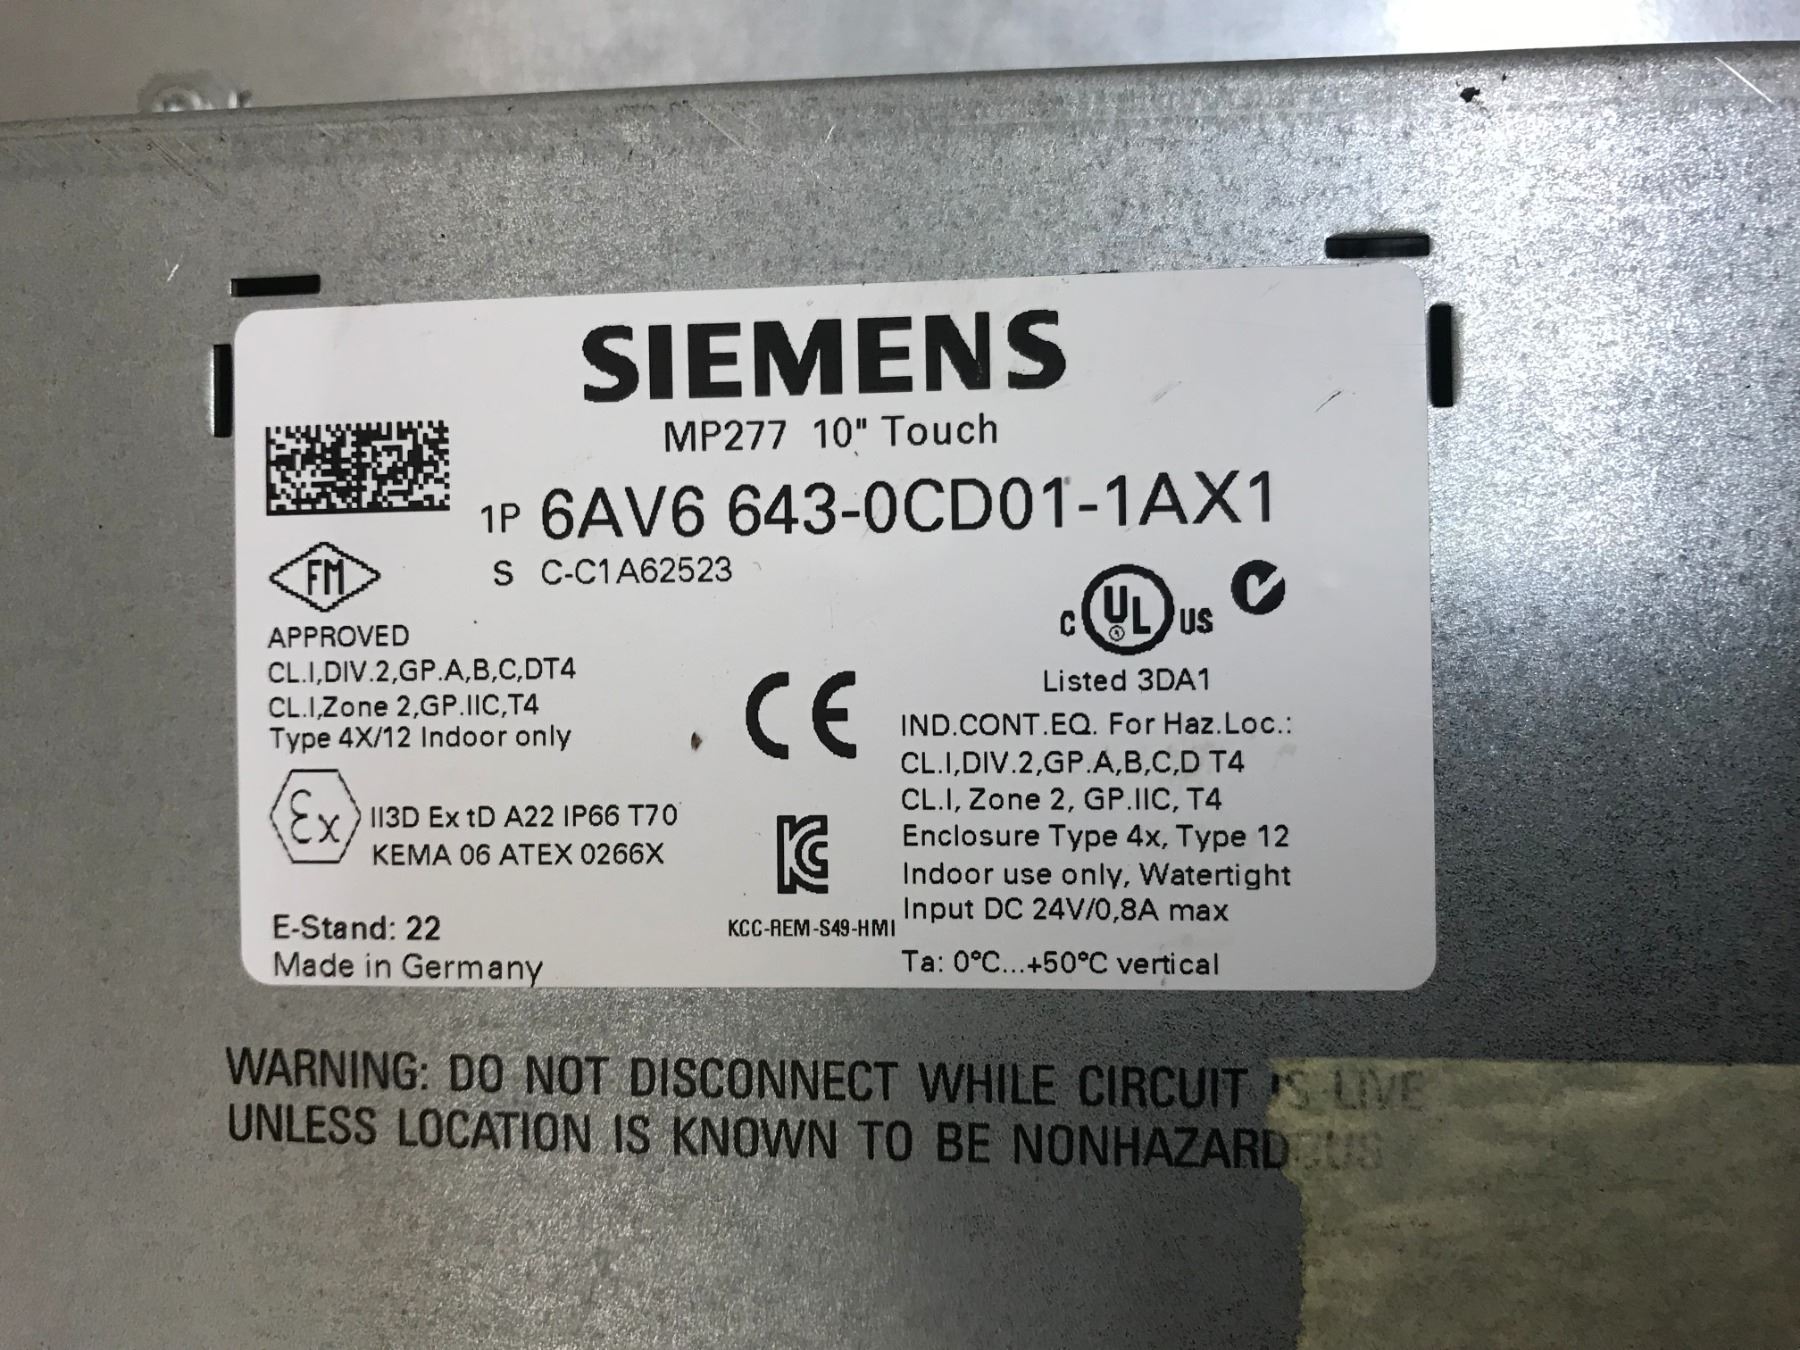 SIEMENS
MP277 10" Touch
1P 6AV6 643-0CD01-1AX1
S C-C1A62523
FM
APPROVED
CL.I,DIV.2,GP.A,B,C,DT4
CL.I,Zone 2,GP.IIC,T4
Type 4X/12 Indoor only
Ex II3D Ex tD A22 IP66 T70
KEMA 06 ATEX 0266X
E-Stand: 22
Made in Germany
CE
KC
KCC-REM-S49-HMI
C UL US
Listed 3DA1
IND.CONT.EQ. For Haz.Loc.:
CL.I,DIV.2,GP.A,B,C,D T4
CL.I, Zone 2, GP.IIC, T4
Enclosure Type 4x, Type 12
Indoor use only, Watertight
Input DC 24V/0,8A max
Ta: 0°C...+50°C vertical
WARNING: DO NOT DISCONNECT WHILE CIRCUIT IS LIVE
UNLESS LOCATION IS KNOWN TO BE NONHAZARDOUS